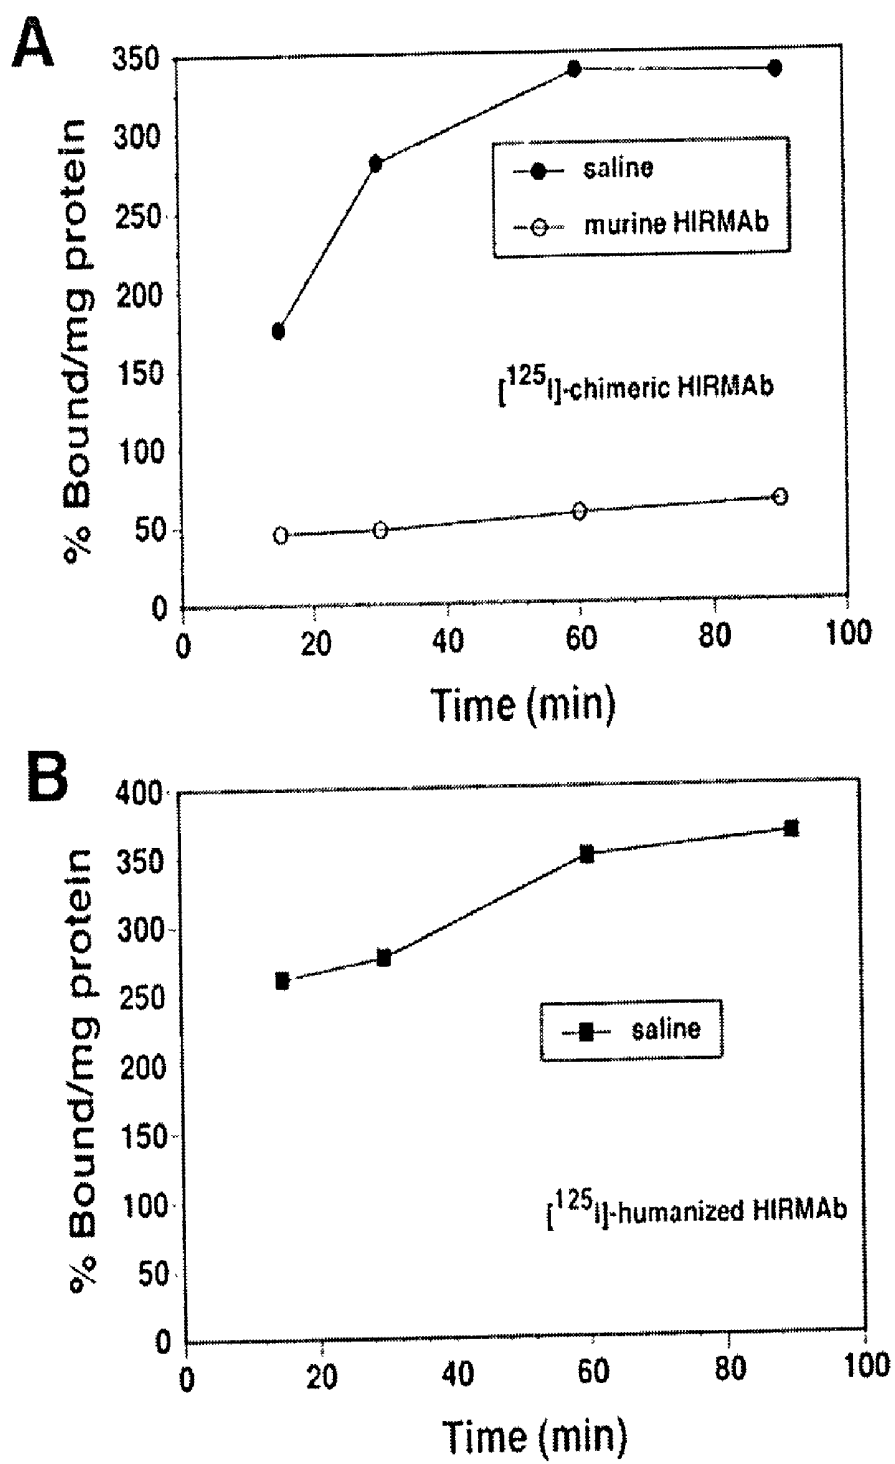 A
350
300
250
200
150
100
50
0
% Bound/mg protein
saline
murine HIRMAb
[125I]-chimeric HIRMAb
0 20 40 60 80 100
Time (min)
B
400
350
300
250
200
150
100
50
0
% Bound/mg protein
saline
[125I]-humanized HIRMAb
0 20 40 60 80 100
Time (min)